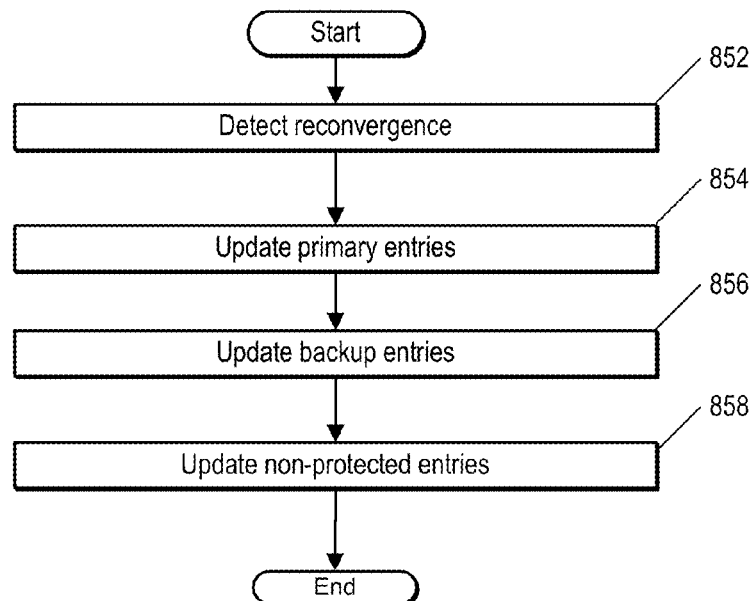 Start
852
Detect reconvergence
854
Update primary entries
856
Update backup entries
858
Update non-protected entries
End